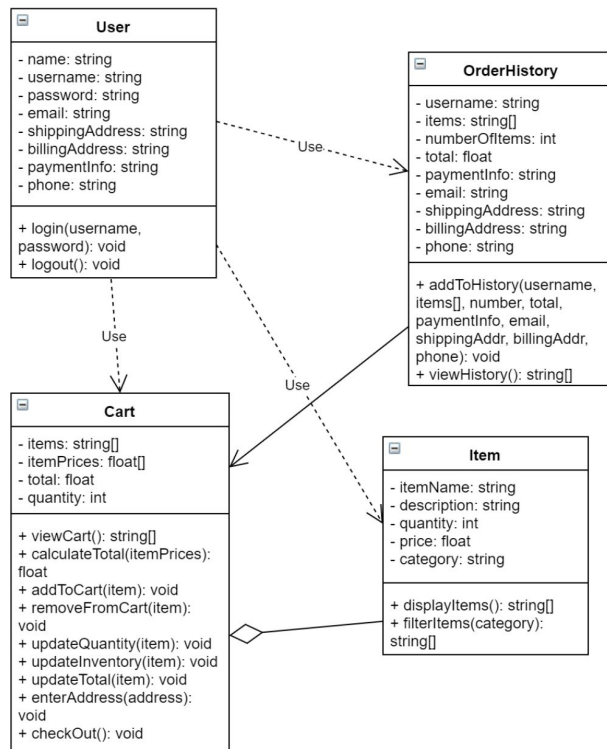 User
- name: string
- username: string
- password: string
- email: string
- shippingAddress: string
- billingAddress: string
- paymentInfo: string
- phone: string
+ login(username,
password): void
+ logout(): void
OrderHistory
- username: string
- items: string[]
- numberOfItems: int
- total: float
- paymentInfo: string
- email: string
- shippingAddress: string
- billingAddress: string
- phone: string
+ addToHistory(username,
items[], number, total,
paymentInfo, email,
shippingAddr, billingAddr,
phone): void
+ viewHistory(): string[]
Use
Use
Use
Cart
- items: string[]
- itemPrices: float[]
- total: float
- quantity: int
+ viewCart(): string[]
+ calculateTotal(itemPrices):
float
+ addToCart(item): void
+ removeFromCart(item):
void
+ updateQuantity(item): void
+ updateInventory(item): void
+ updateTotal(item): void
+ enterAddress(address):
void
+ checkOut(): void
Item
- itemName: string
- description: string
- quantity: int
- price: float
- category: string
+ displayItems(): string[]
+ filterItems(category):
string[]